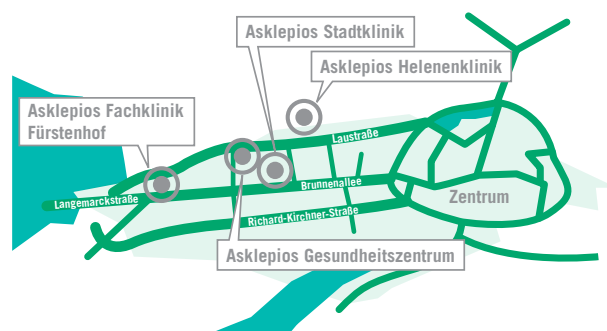 Asklepios Stadtklinik
Asklepios Helenenklinik
Asklepios Fachklinik
Fürstenhof
Laustraße
Brunnenallee
Langemarckstraße
Zentrum
Richard-Kirchner-Straße
Asklepios Gesundheitszentrum